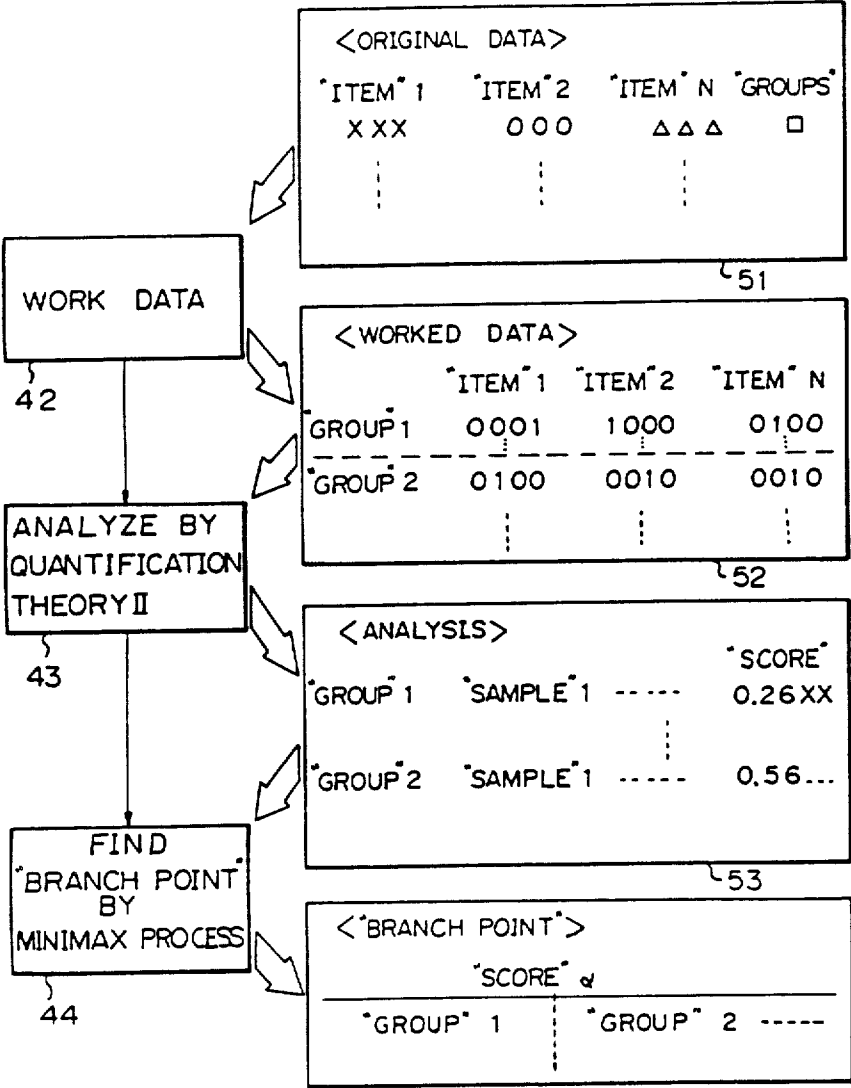 <ORIGINAL DATA>
"ITEM" 1 "ITEM" 2 "ITEM" N "GROUPS"
XXX OOO △△△ □
51
WORK DATA
42
<WORKED DATA>
"ITEM" 1 "ITEM" 2 "ITEM" N
"GROUP" 1 0001 1000 0100
"GROUP" 2 0100 0010 0010
52
ANALYZE BY
QUANTIFICATION
THEORY II
43
<ANALYSIS>
"SCORE"
"GROUP" 1 "SAMPLE" 1 ----- 0.26XX
"GROUP" 2 "SAMPLE" 1 ----- 0.56...
53
FIND
"BRANCH POINT"
BY
MINIMAX PROCESS
44
<"BRANCH POINT">
"SCORE" α
"GROUP" 1 "GROUP" 2 -----